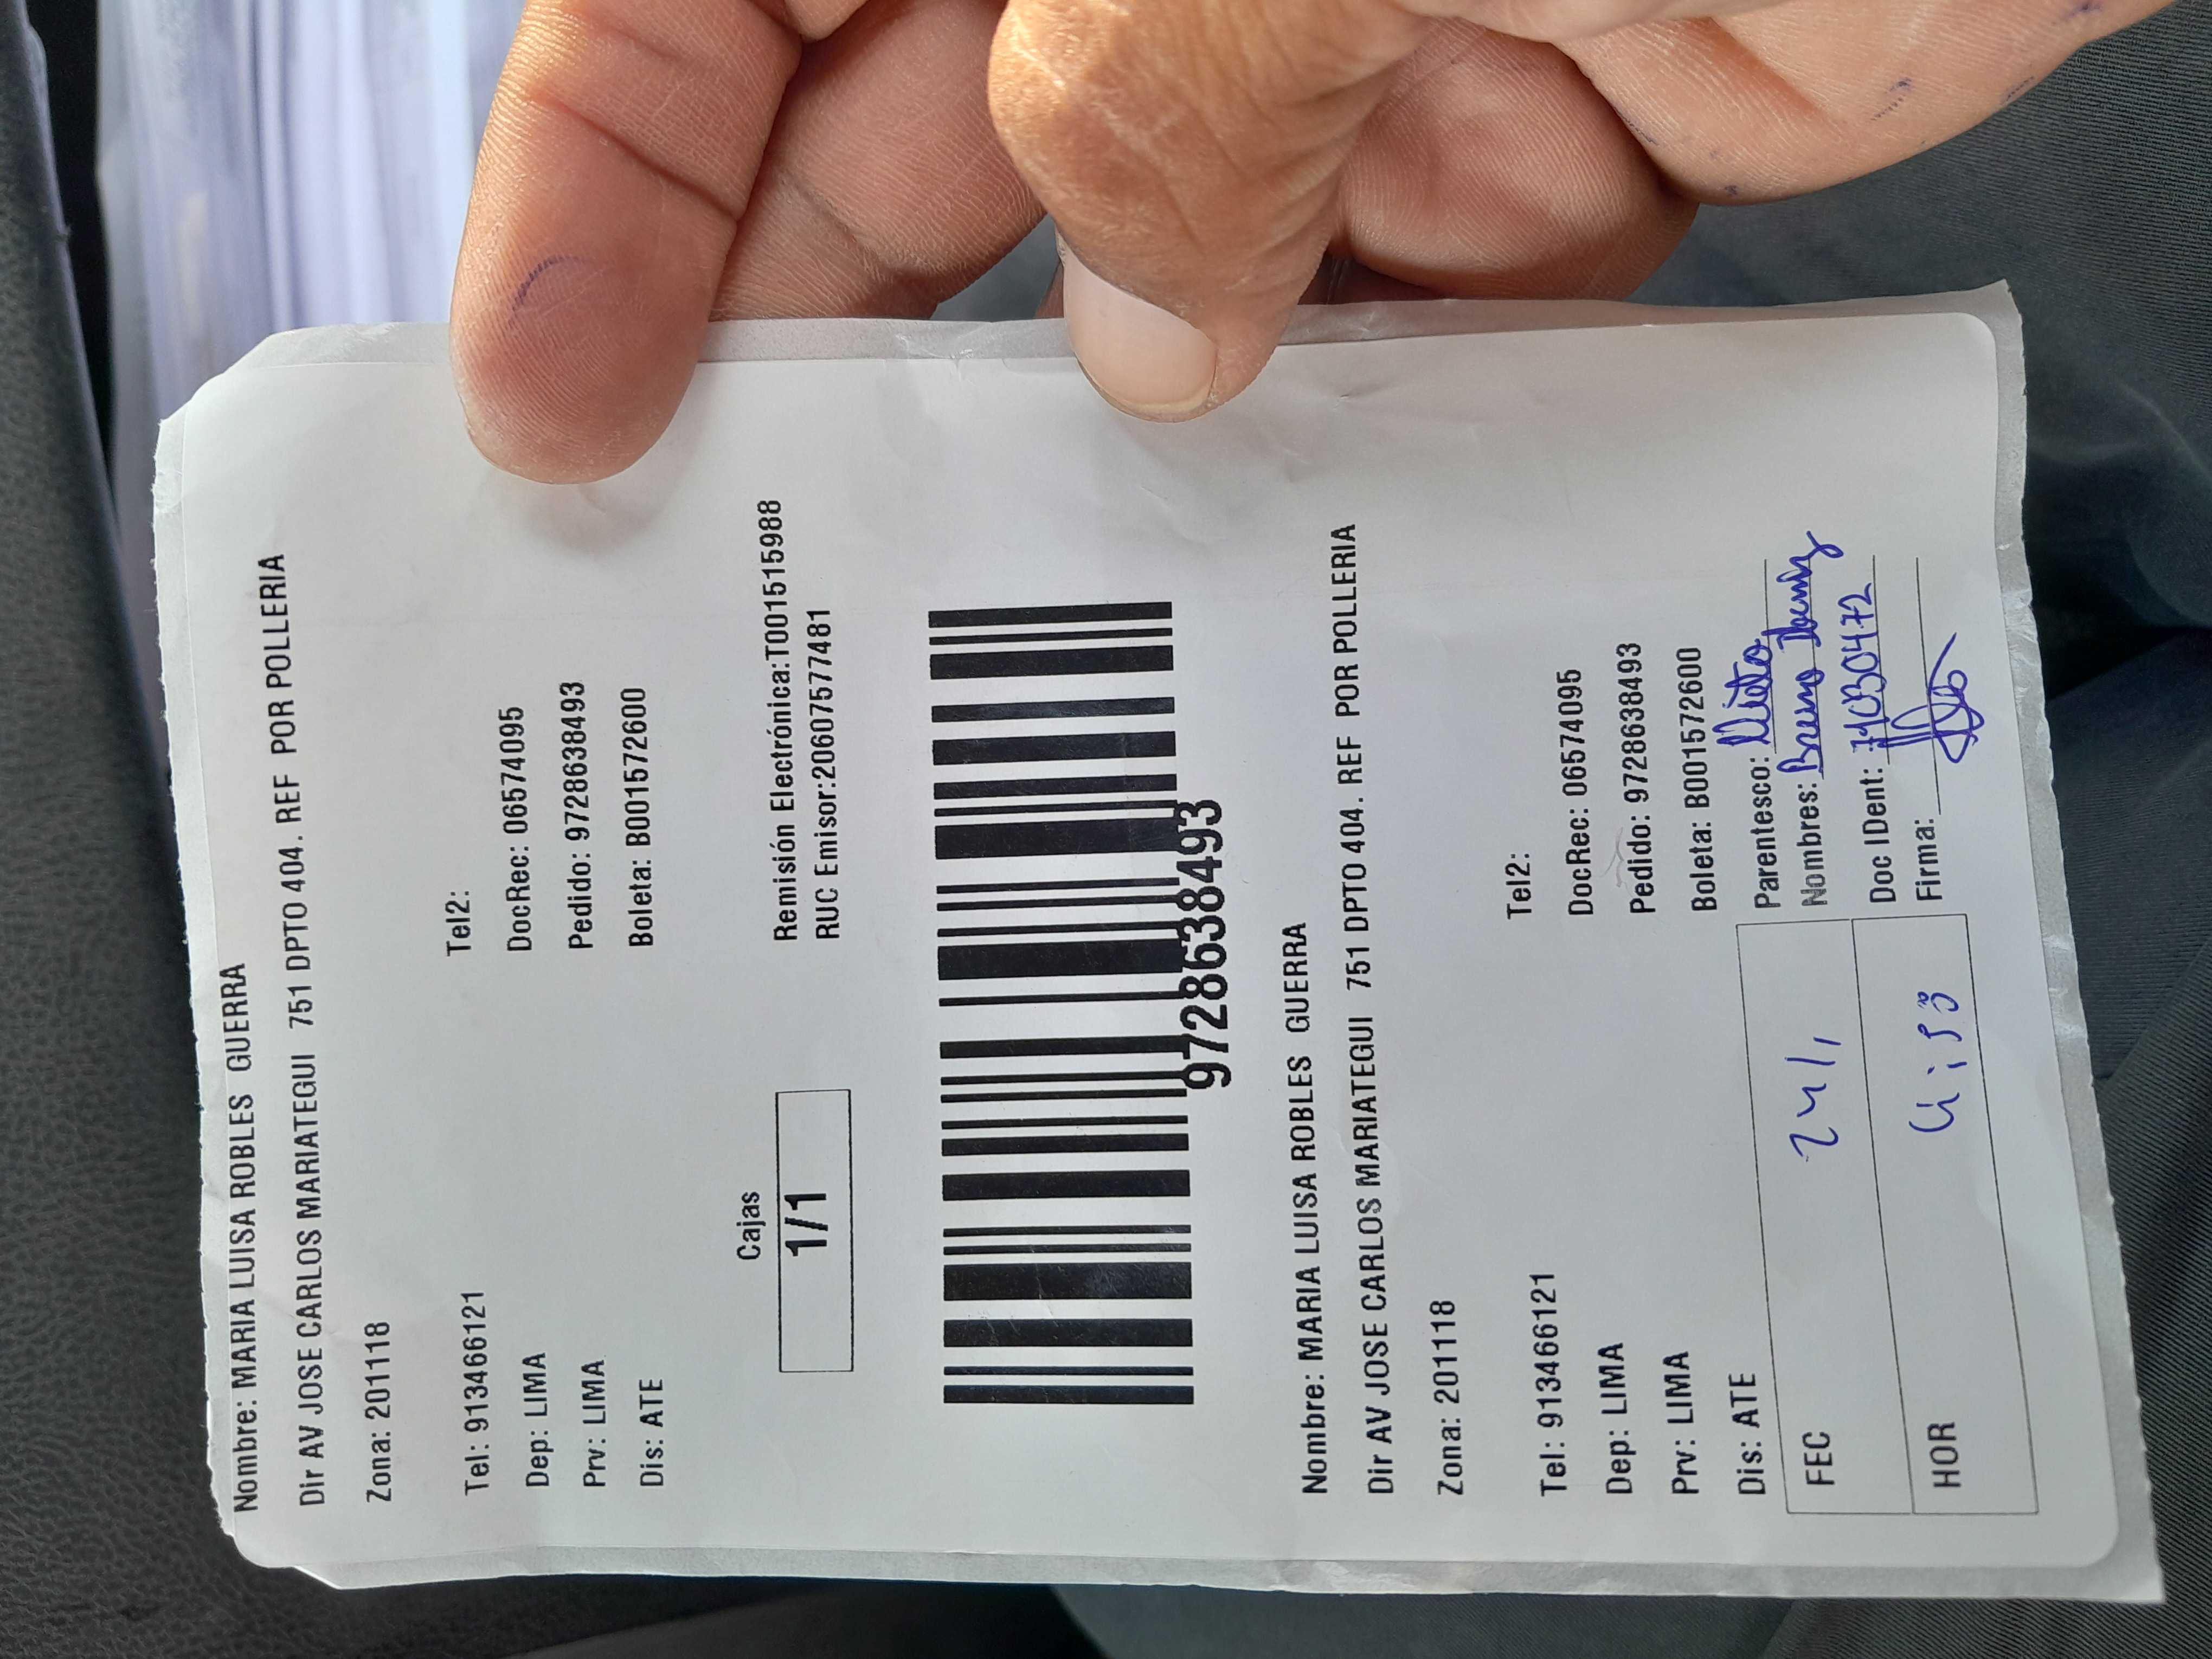 Nombre: MARIA LUISA ROBLES GUERRA
Dir AV JOSE CARLOS MARIATEGUI 751 DPTO 404. REF POR POLLERIA
Zona: 201118
Tel: 913466121 Tel2:
Dep: LIMA DocRec: 06574095
Prv: LIMA Pedido: 9728638493
Dis: ATE Boleta: B001572600
Cajas
1/1
Remisión Electrónica:T001515988
RUC Emisor:20607577481
9728638493
Nombre: MARIA LUISA ROBLES GUERRA
Dir AV JOSE CARLOS MARIATEGUI 751 DPTO 404. REF POR POLLERIA
Zona: 201118
Tel: 913466121 Tel2:
Dep: LIMA DocRec: 06574095
Prv: LIMA Pedido: 9728638493
Dis: ATE Boleta: B001572600
FEC
HOR
Parentesco: Nieto
Nombres:
Doc IDent:
Firma: